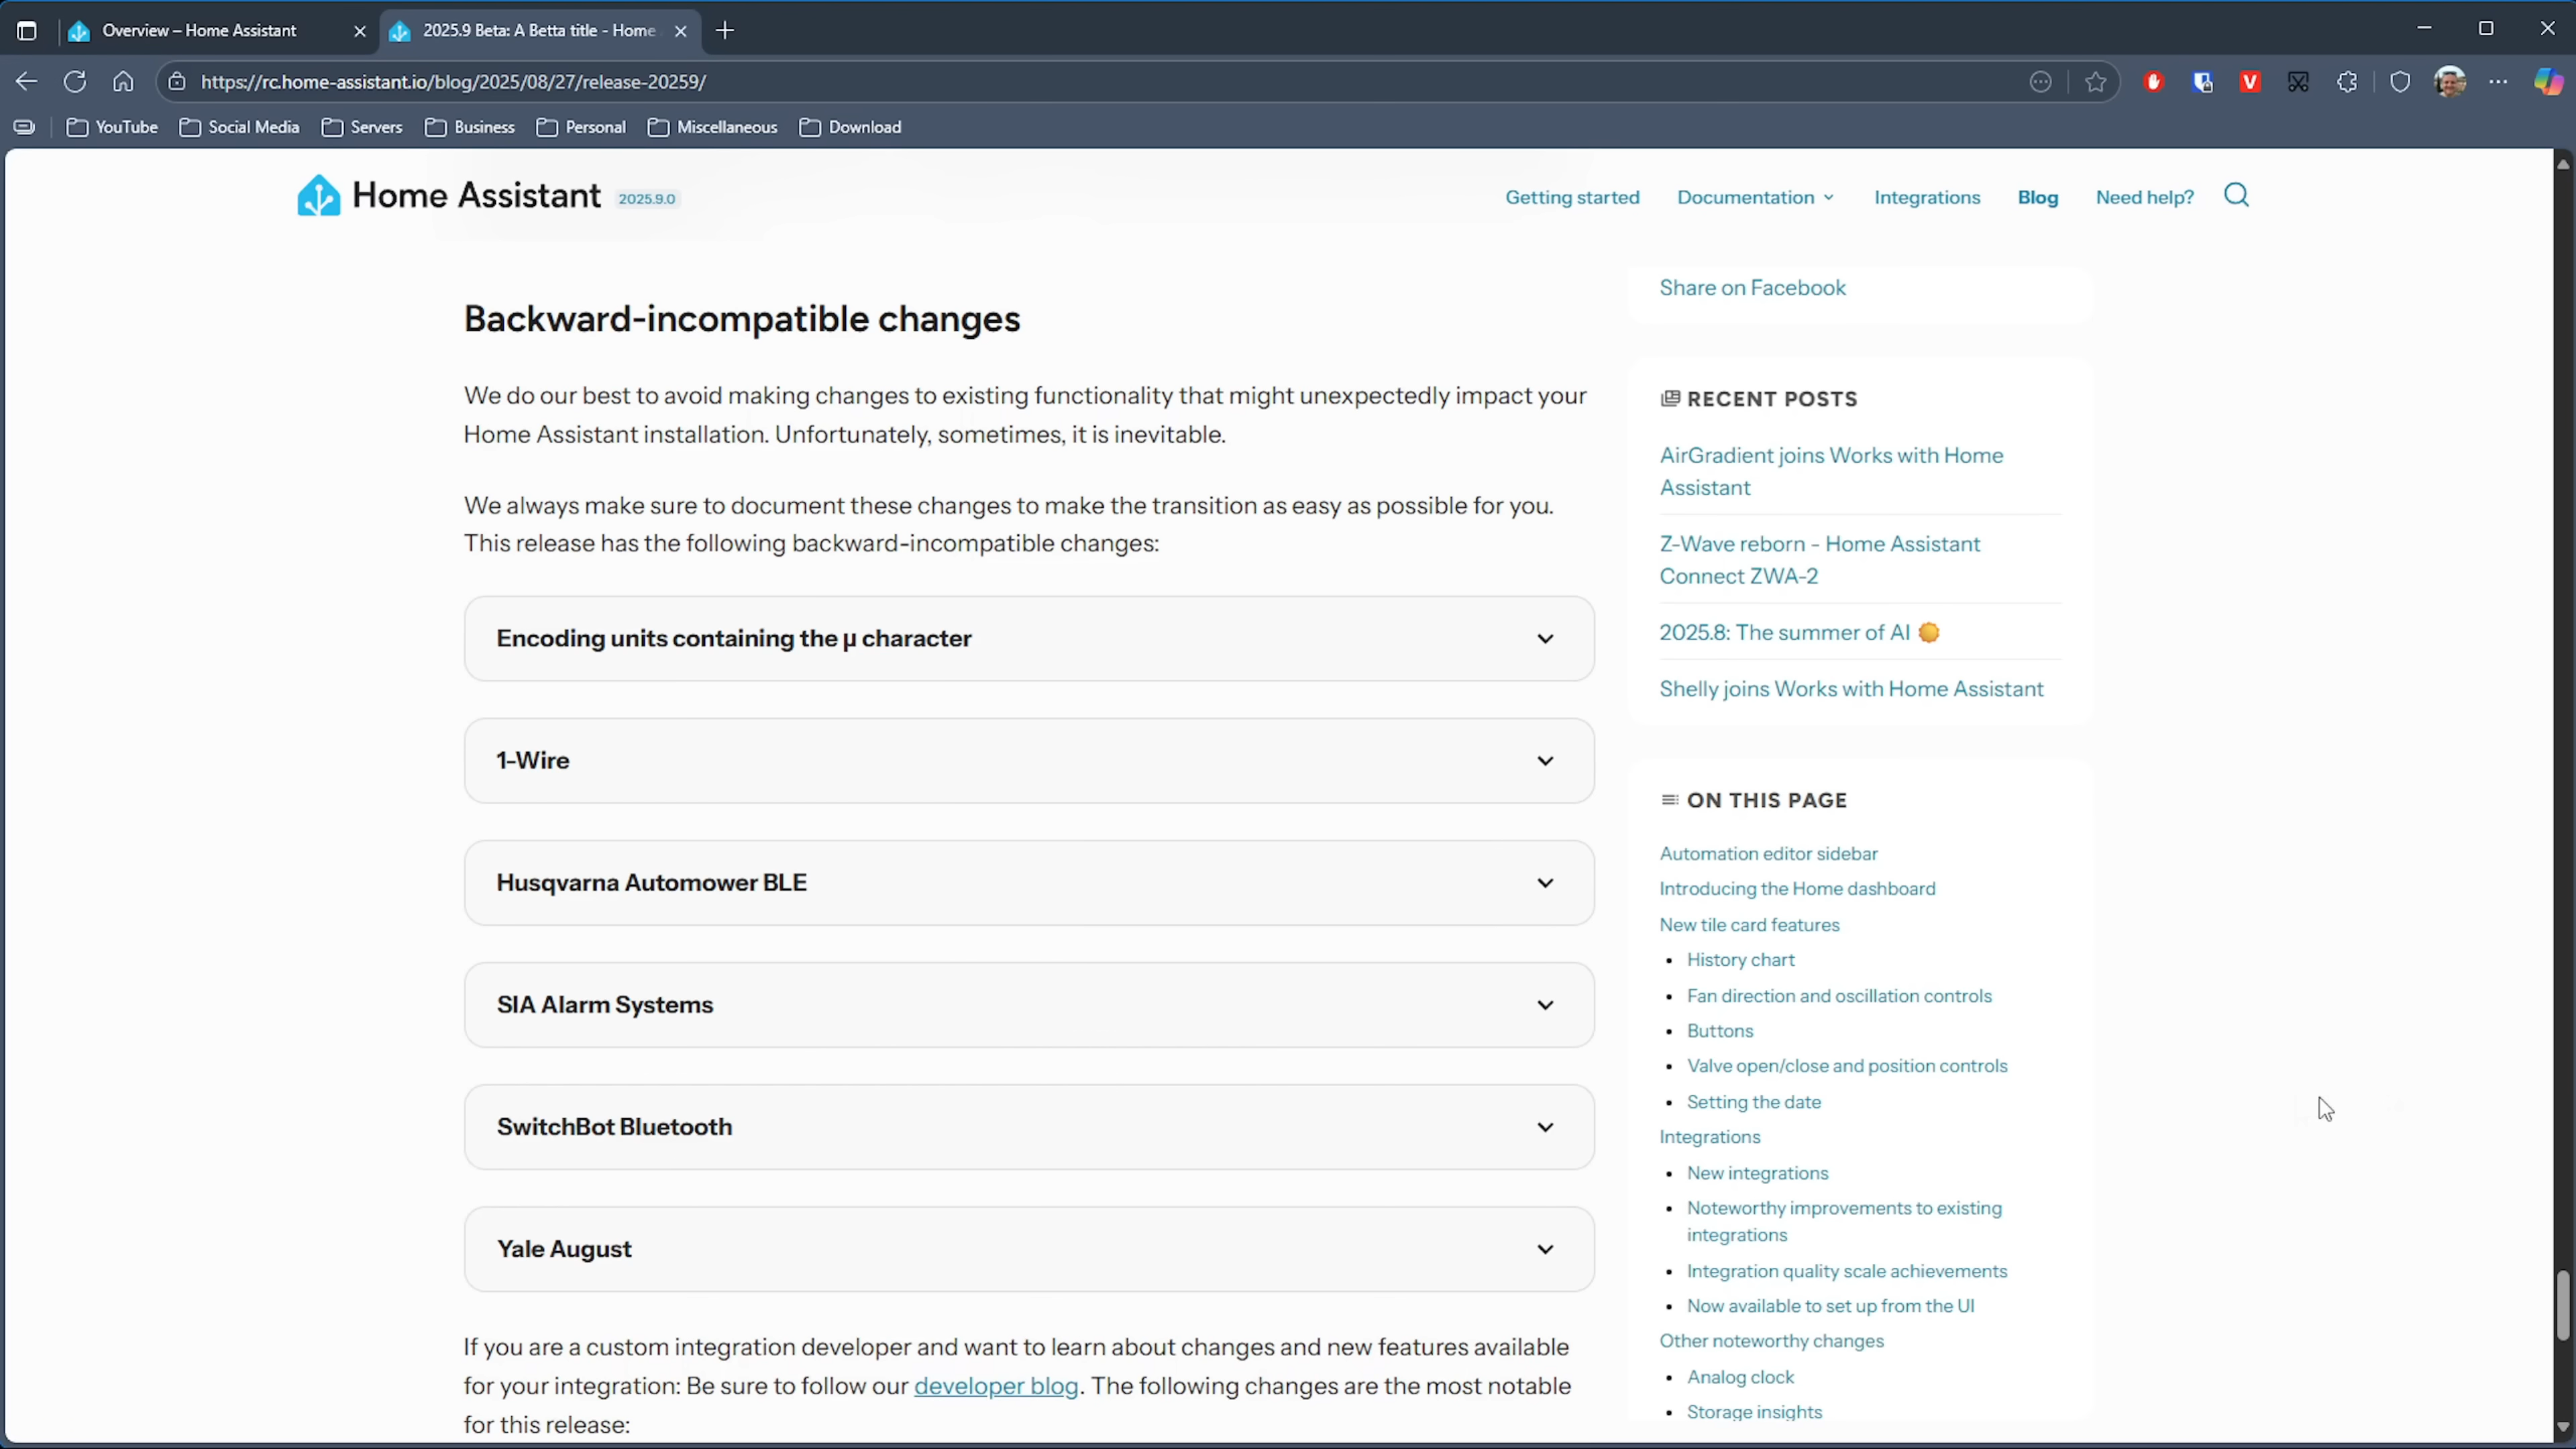 Overview – Home Assistant
2025.9 Beta: A Betta title - Home
https://rc.home-assistant.io/blog/2025/08/27/release-20259/
YouTube
Social Media
Servers
Business
Personal
Miscellaneous
Download
Home Assistant 2025.9.0
Getting started
Documentation
Integrations
Blog
Need help?
Backward-incompatible changes
We do our best to avoid making changes to existing functionality that might unexpectedly impact your
Home Assistant installation. Unfortunately, sometimes, it is inevitable.
We always make sure to document these changes to make the transition as easy as possible for you.
This release has the following backward-incompatible changes:
Encoding units containing the μ character
1-Wire
Husqvarna Automower BLE
SIA Alarm Systems
SwitchBot Bluetooth
Yale August
If you are a custom integration developer and want to learn about changes and new features available
for your integration: Be sure to follow our developer blog. The following changes are the most notable
for this release:
Share on Facebook
RECENT POSTS
AirGradient joins Works with Home
Assistant
Z-Wave reborn - Home Assistant
Connect ZWA-2
2025.8: The summer of AI ☀️
Shelly joins Works with Home Assistant
ON THIS PAGE
Automation editor sidebar
Introducing the Home dashboard
New tile card features
• History chart
• Fan direction and oscillation controls
• Buttons
• Valve open/close and position controls
• Setting the date
Integrations
• New integrations
• Noteworthy improvements to existing
integrations
• Integration quality scale achievements
• Now available to set up from the UI
Other noteworthy changes
• Analog clock
• Storage insights